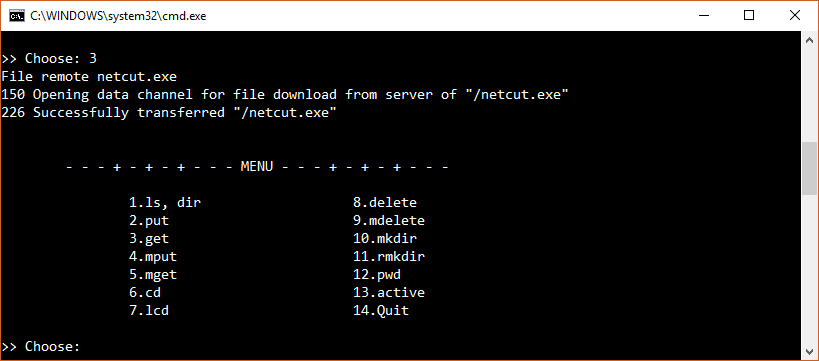 C:\WINDOWS\system32\cmd.exe
>> Choose: 3
File remote netcut.exe
150 Opening data channel for file download from server of "/netcut.exe"
226 Successfully transferred "/netcut.exe"
- - - + - + - + - - - MENU - - - + - + - + - - -
1.ls, dir 8.delete
2.put 9.mdelete
3.get 10.mkdir
4.mput 11.rmkdir
5.mget 12.pwd
6.cd 13.active
7.lcd 14.Quit
>> Choose: